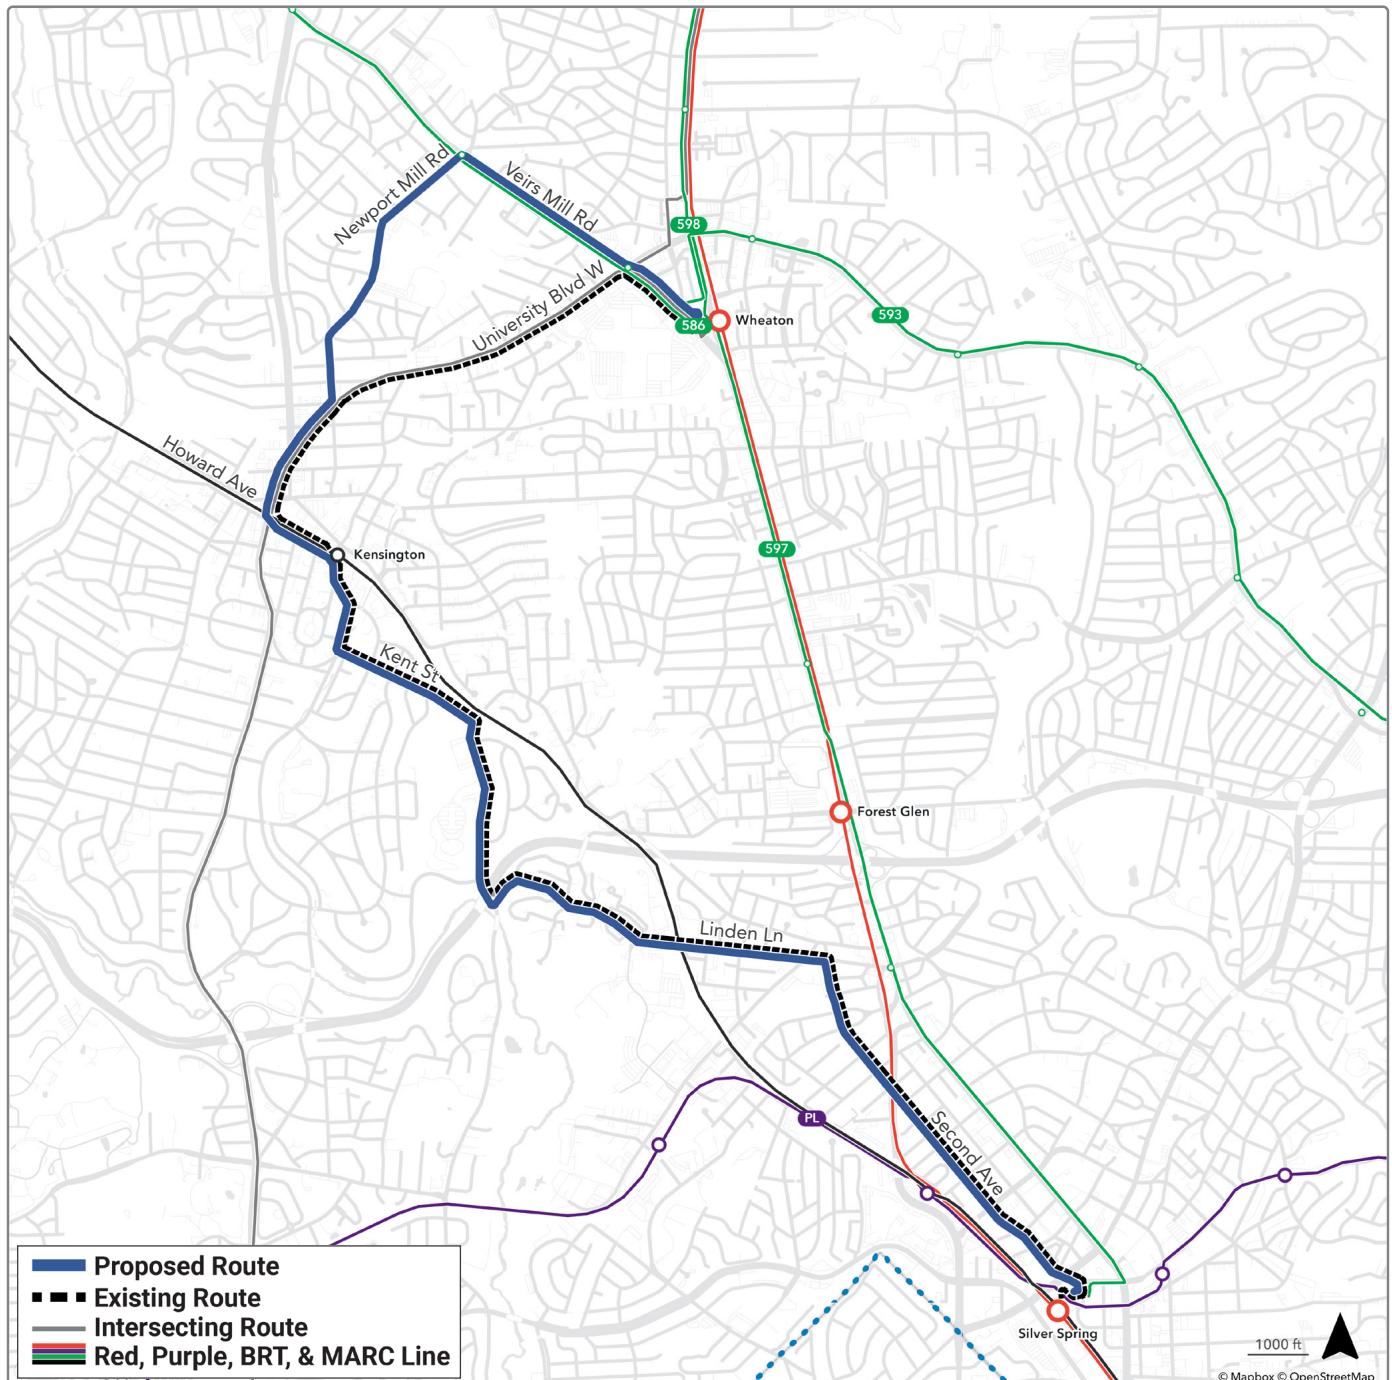 Newport Mill Rd
Veirs Mill Rd
598
University Blvd W
586
Wheaton
593
Howard Ave
597
Kensington
Kent St
Forest Glen
Linden Ln
PL
Second Ave
Silver Spring
Proposed Route
Existing Route
Intersecting Route
Red, Purple, BRT, & MARC Line
1000 ft
© Mapbox © OpenStreetMap